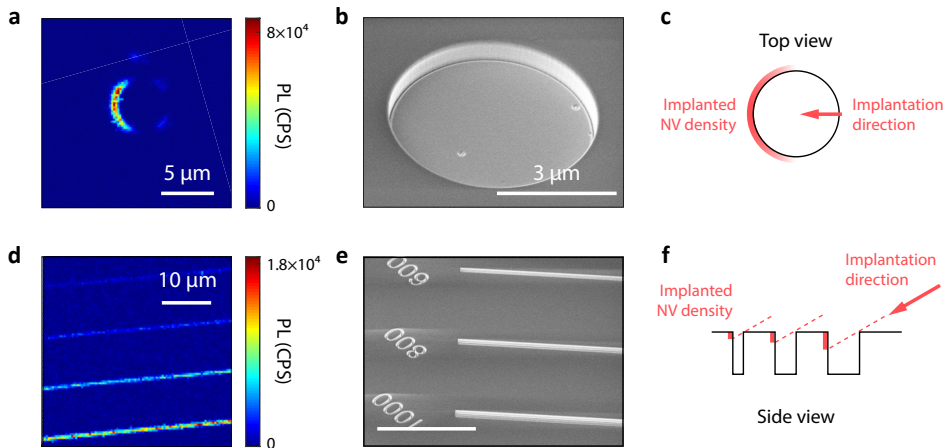 a
8×10⁴
PL (CPS)
0
5 μm
b
3 μm
c
Top view
Implanted
NV density
Implantation
direction
d
10 μm
1.8×10⁴
PL (CPS)
0
e
600
800
1000
f
Implanted
NV density
Implantation
direction
Side view